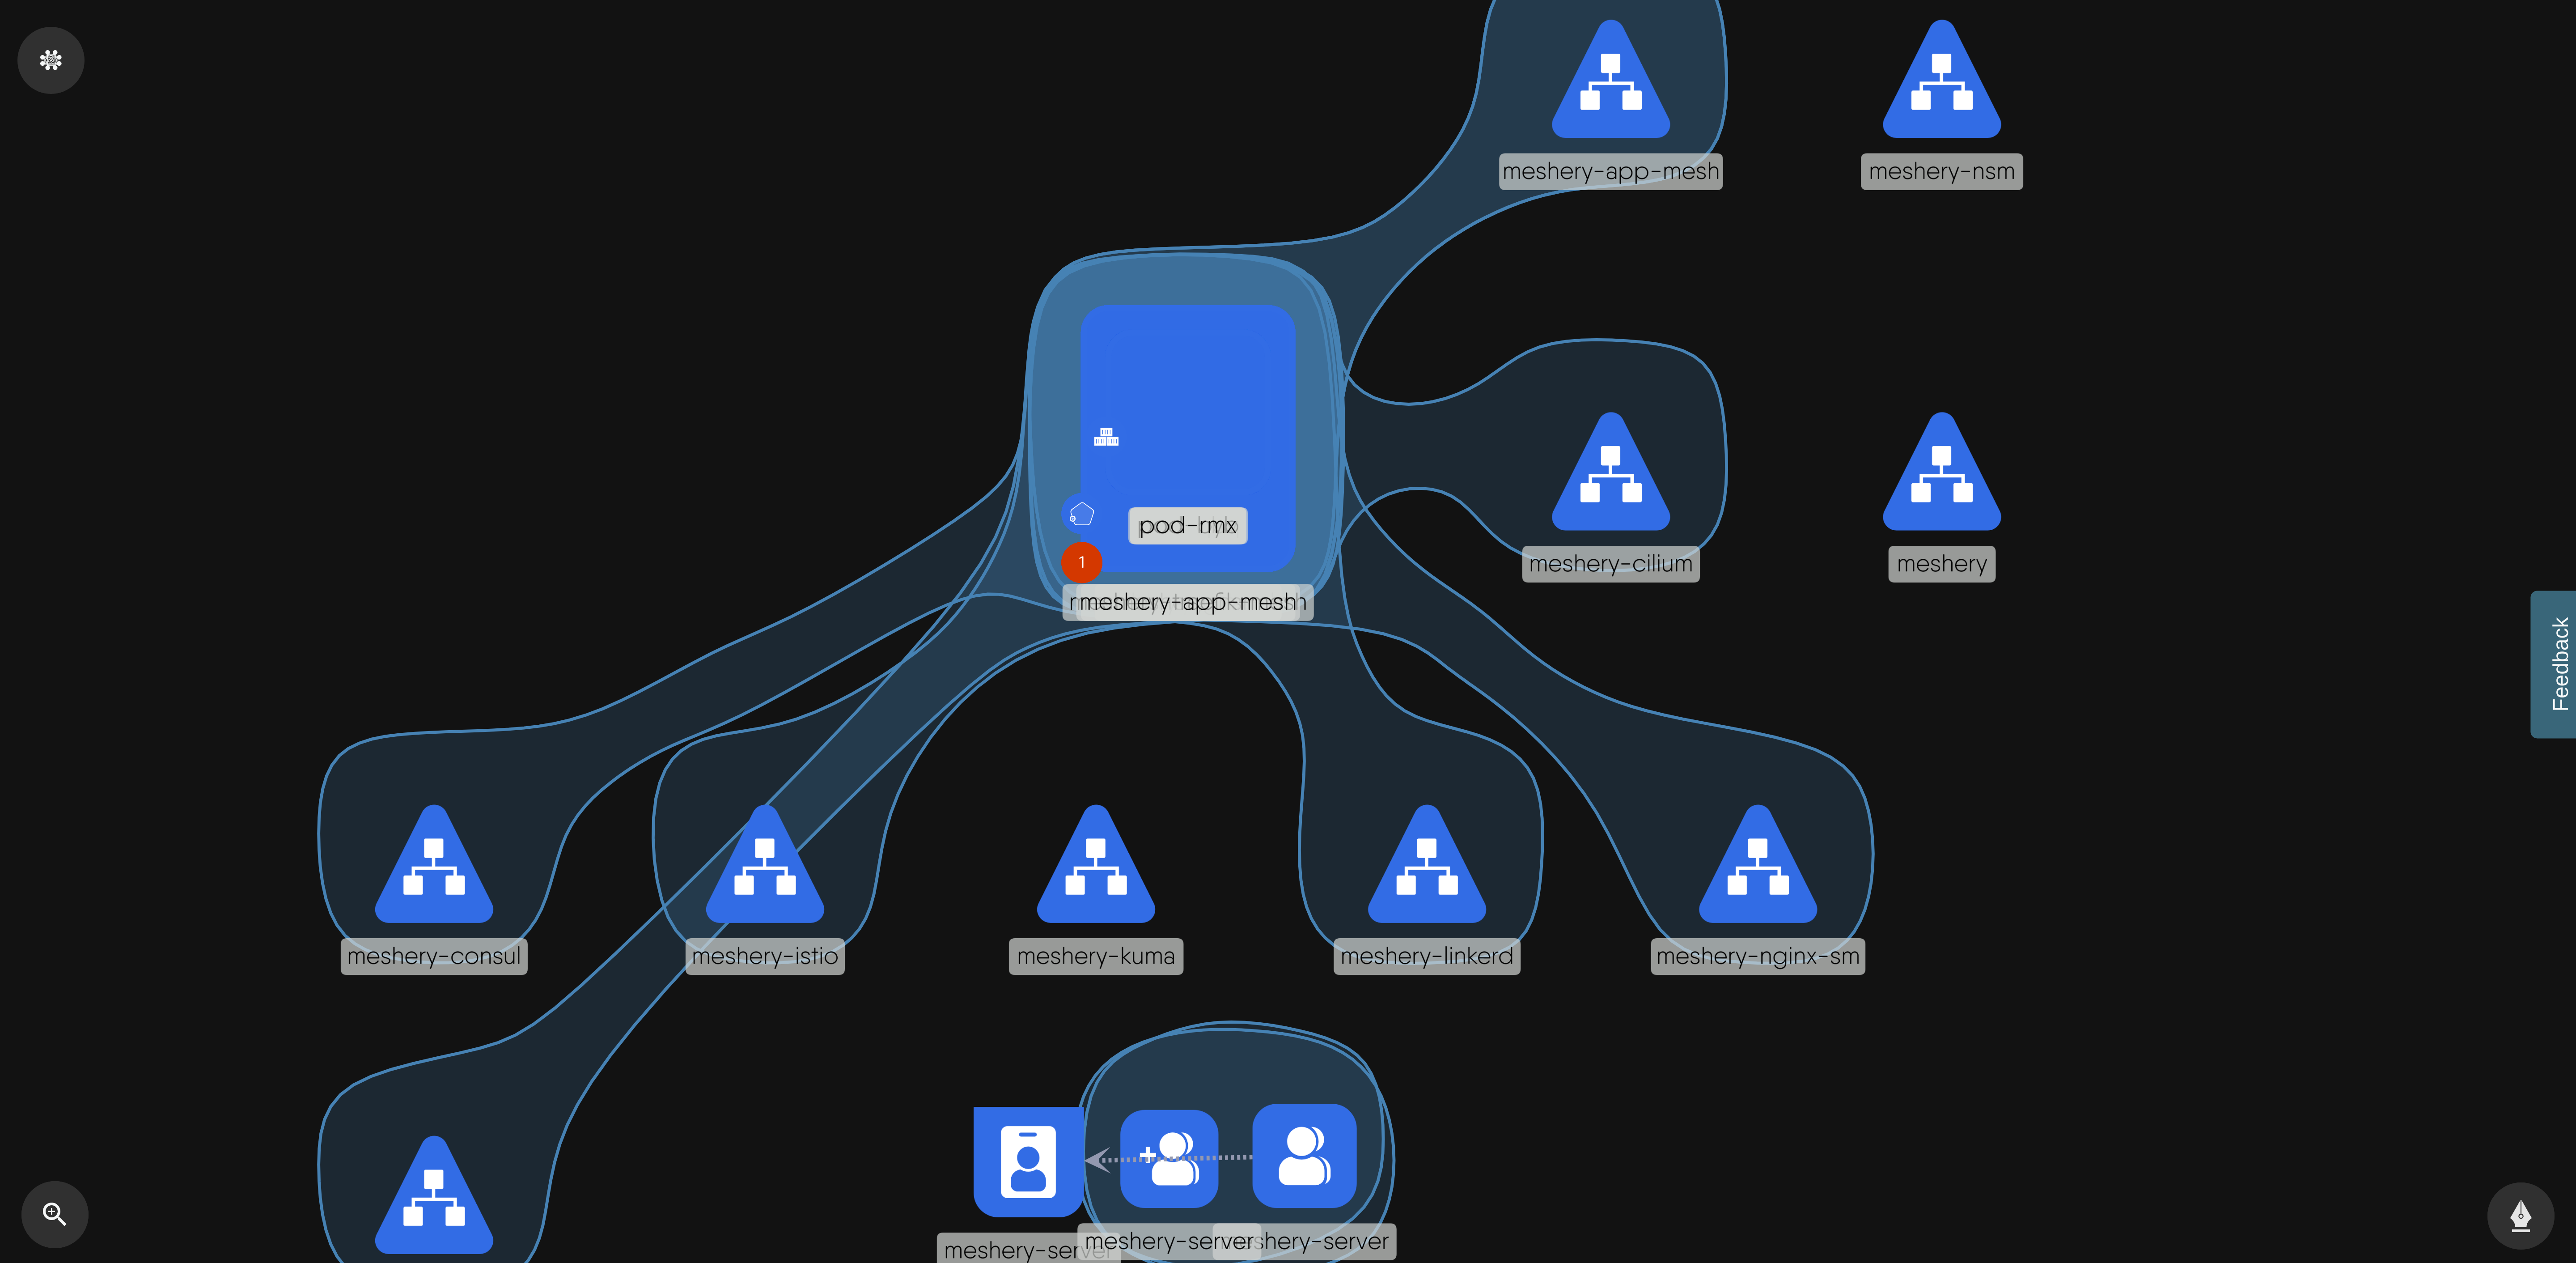 meshery-app-mesh
meshery-nsm
pod-rmx
1
meshery-app-mesh
meshery-cilium
meshery
Feedback
meshery-consul
meshery-istio
meshery-kuma
meshery-linkerd
meshery-nginx-sm
meshery-server
meshery-server
meshery-server